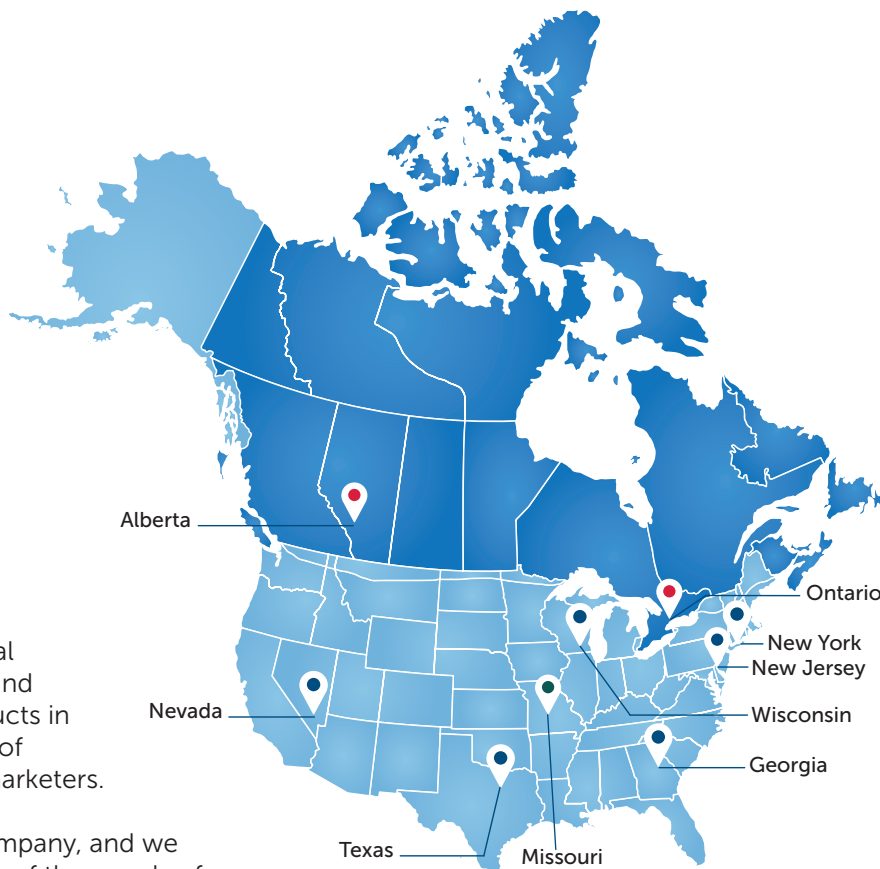 Alberta
Ontario
New York
New Jersey
Nevada
Wisconsin
Georgia
Texas
Missouri
nd
ucts in
of
arketers.
mpany, and we